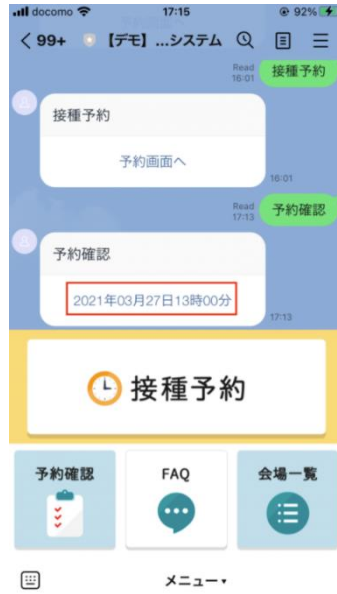 docomo 17:15 92%
99+ 【デモ】...システム
Read
16:01
接種予約
接種予約
予約画面へ
16:01
Read
17:13
予約確認
予約確認
2021年03月27日13時00分
17:13
接種予約
予約確認
FAQ
会場一覧
メニュー▾